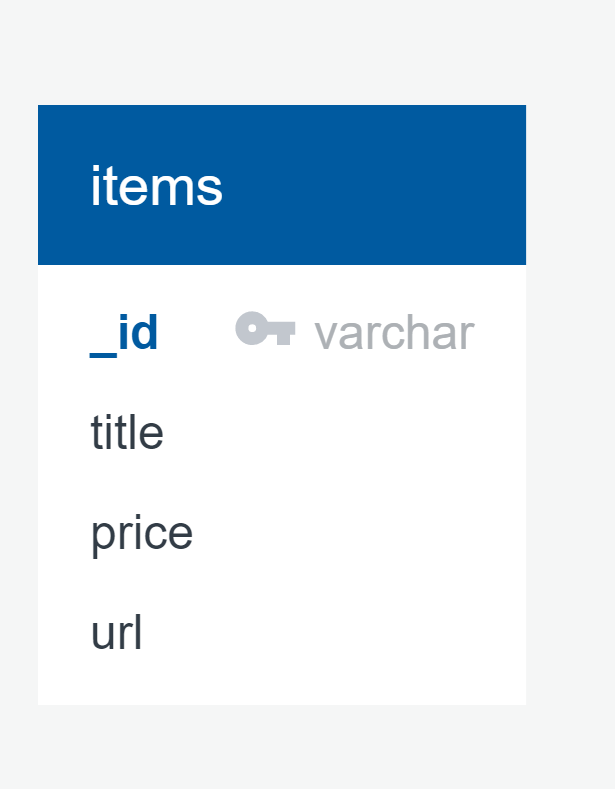 items
_id varchar
title
price
url